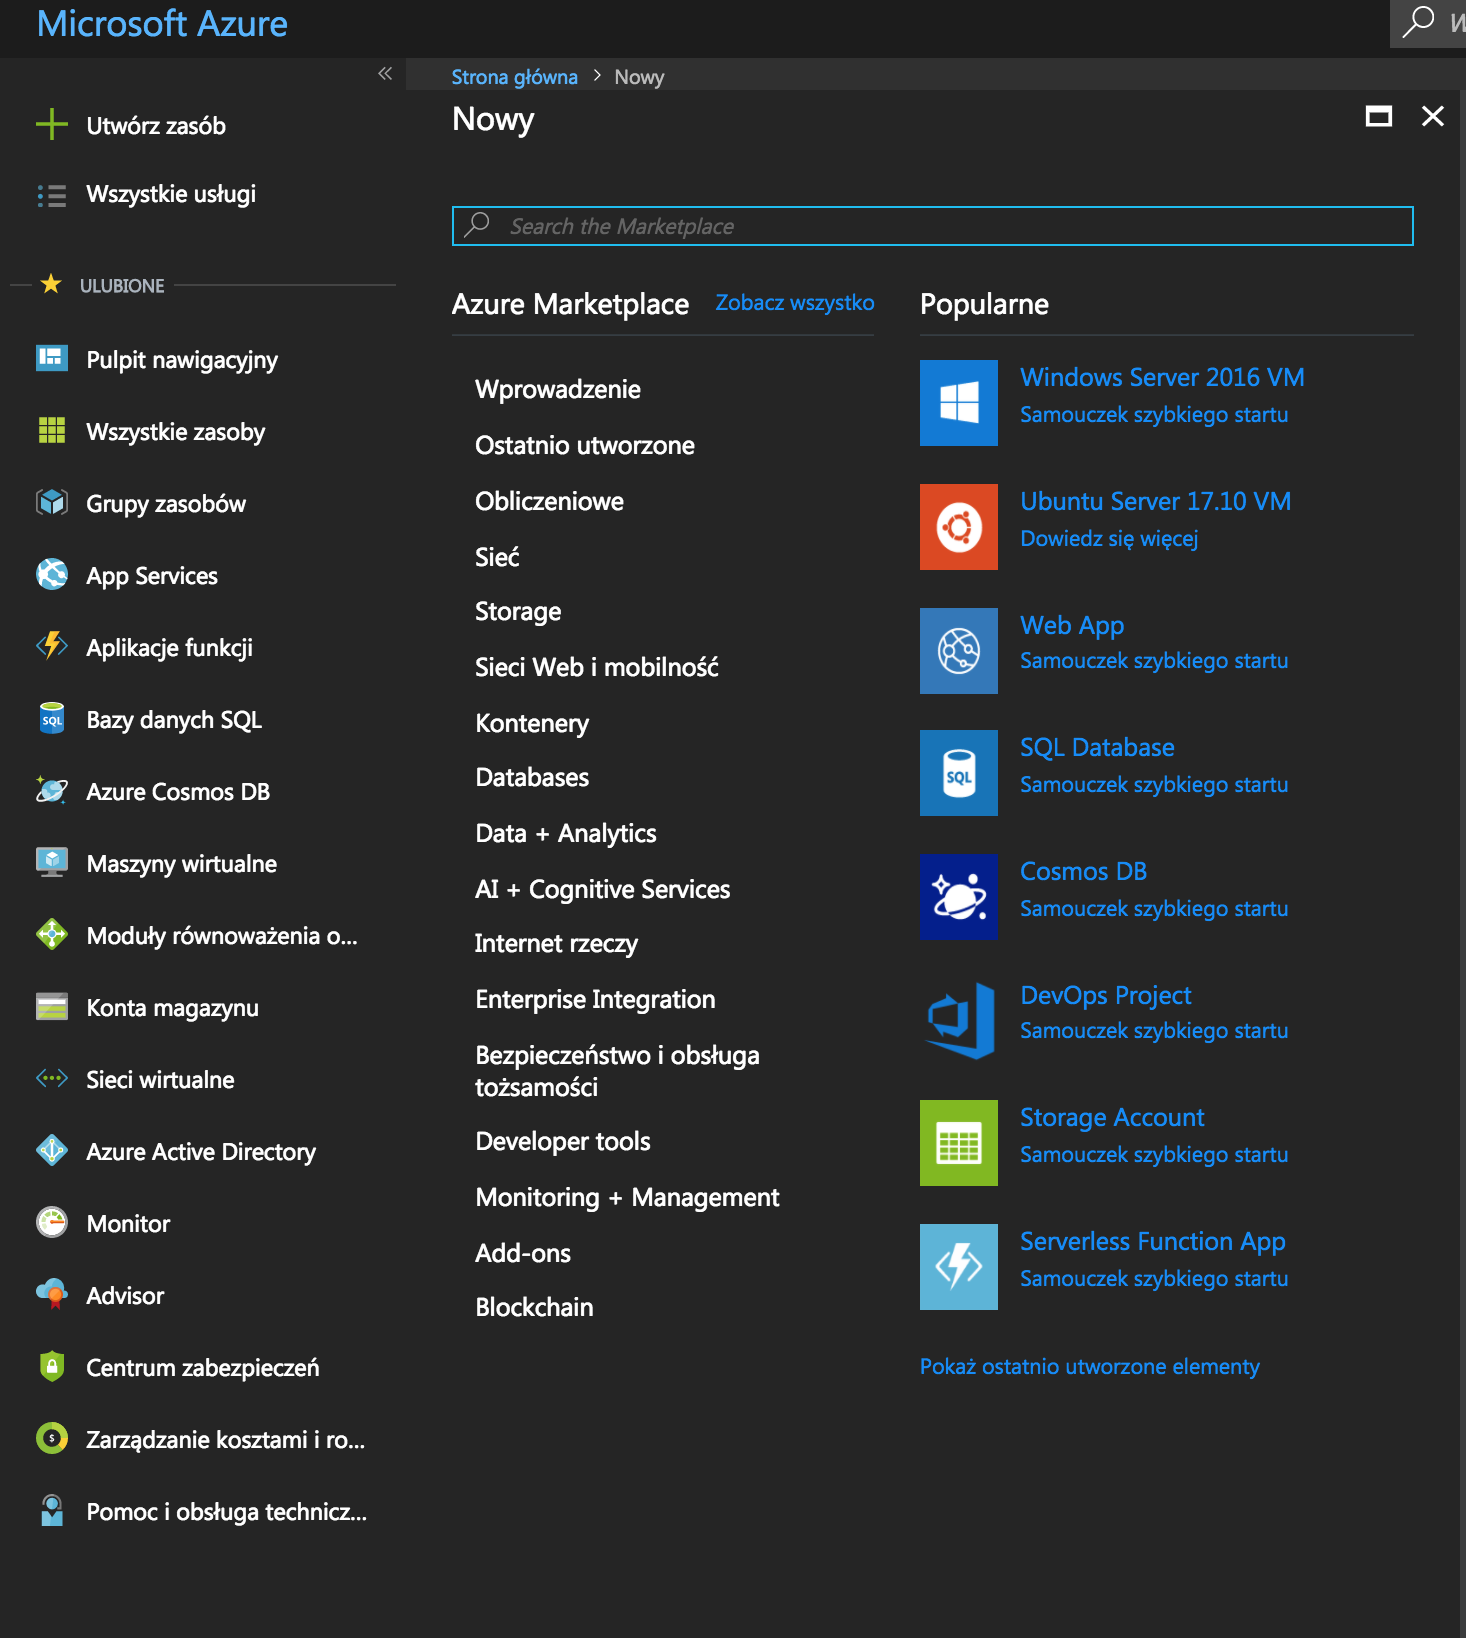 Microsoft Azure
Strona główna > Nowy
Utwórz zasób
Wszystkie usługi
ULUBIONE
Pulpit nawigacyjny
Wszystkie zasoby
Grupy zasobów
App Services
Aplikacje funkcji
Bazy danych SQL
Azure Cosmos DB
Maszyny wirtualne
Moduły równoważenia o...
Konta magazynu
Sieci wirtualne
Azure Active Directory
Monitor
Advisor
Centrum zabezpieczeń
Zarządzanie kosztami i ro...
Pomoc i obsługa technicz...
Nowy
Search the Marketplace
Azure Marketplace
Zobacz wszystko
Wprowadzenie
Ostatnio utworzone
Obliczeniowe
Sieć
Storage
Sieci Web i mobilność
Kontenery
Databases
Data + Analytics
AI + Cognitive Services
Internet rzeczy
Enterprise Integration
Bezpieczeństwo i obsługa
tożsamości
Developer tools
Monitoring + Management
Add-ons
Blockchain
Popularne
Windows Server 2016 VM
Samouczek szybkiego startu
Ubuntu Server 17.10 VM
Dowiedz się więcej
Web App
Samouczek szybkiego startu
SQL
SQL Database
Samouczek szybkiego startu
Cosmos DB
Samouczek szybkiego startu
DevOps Project
Samouczek szybkiego startu
Storage Account
Samouczek szybkiego startu
Serverless Function App
Samouczek szybkiego startu
Pokaż ostatnio utworzone elementy